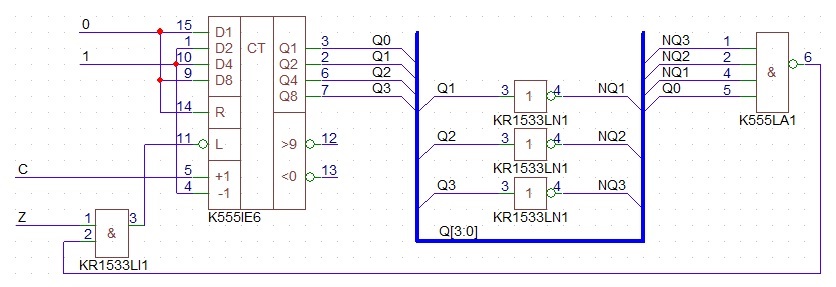 0
1
C
Z
15 D1
1 D2
10 D4
9 D8
14 R
11 L
5 +1
4 -1
CT
Q1 3 Q0
Q2 2 Q1
Q4 6 Q2
Q8 7 Q3
>9 12
<0 13
K555IE6
1 & 3
2
KR1533LI1
Q1 3 1 4 NQ1
KR1533LN1
Q2 3 1 4 NQ2
KR1533LN1
Q3 3 1 4 NQ3
KR1533LN1
Q[3:0]
NQ3 1
NQ2 2
NQ1 4
Q0 5
& 6
K555LA1